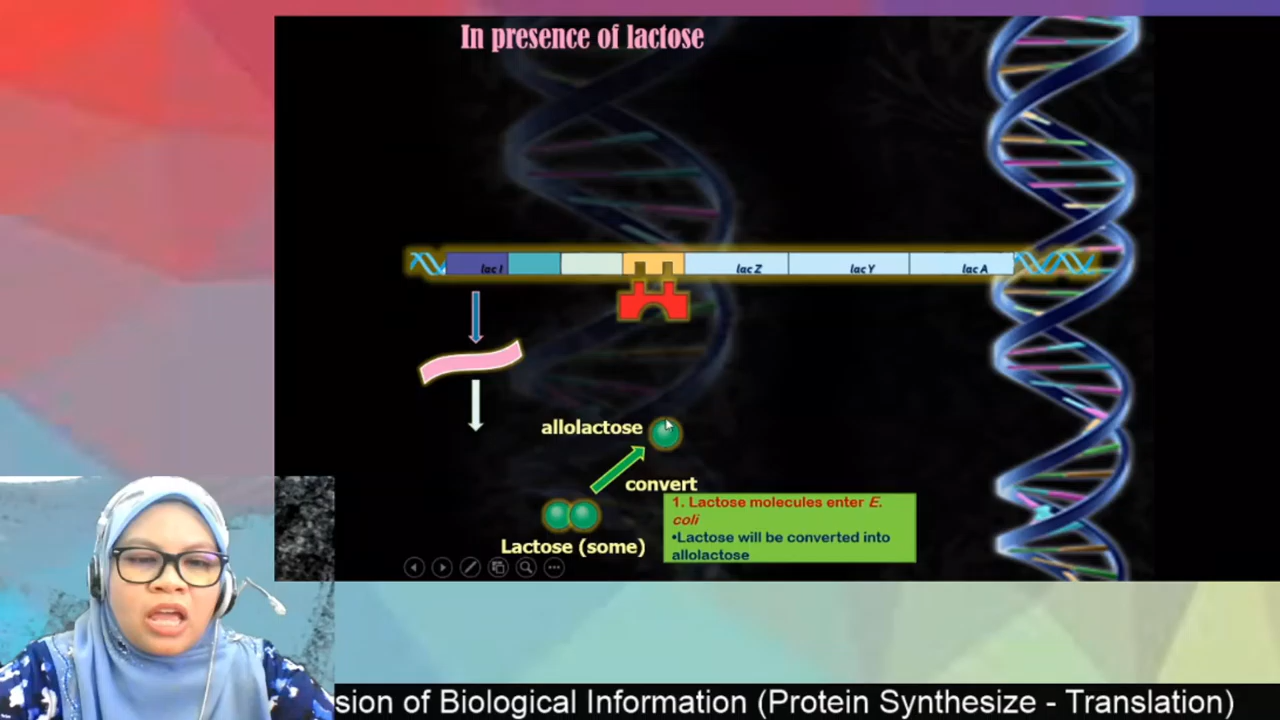 In presence of lactose
lac I
lac Z
lac Y
lac A
allolactose
convert
Lactose (some)
1. Lactose molecules enter E.
coli
•Lactose will be converted into
allolactose
sion of Biological Information (Protein Synthesize - Translation)